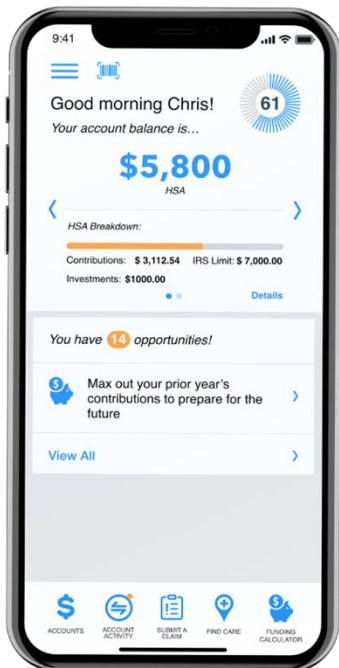 9:41
Good morning Chris!
61
Your account balance is...
$5,800
HSA
HSA Breakdown:
Contributions: $ 3,112.54 IRS Limit: $ 7,000.00
Investments: $1000.00
Details
You have 14 opportunities!
Max out your prior year's
contributions to prepare for the
future
View All
ACCOUNTS
ACCOUNT
ACTIVITY
SUBMIT A
CLAIM
FIND CARE
FUNDING
CALCULATOR